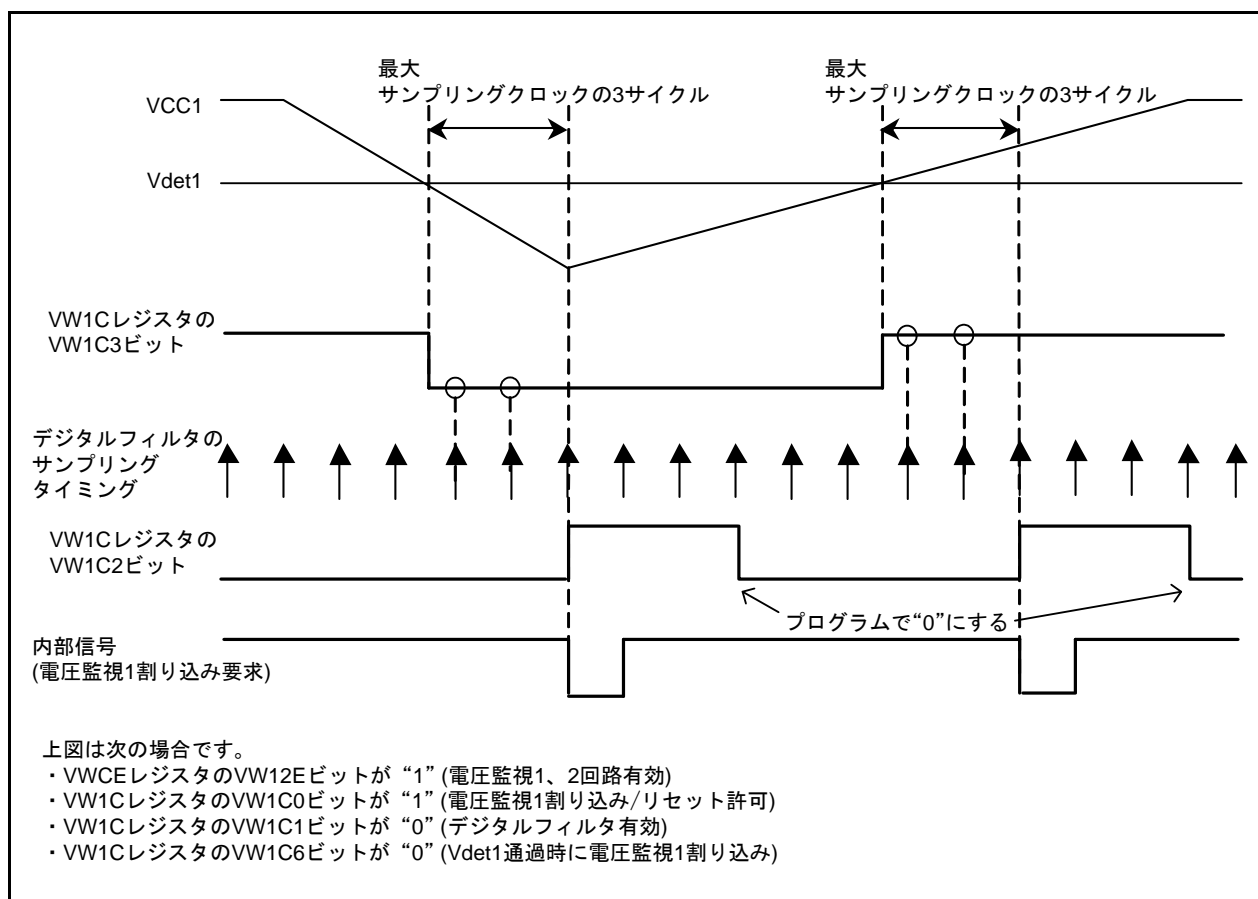 最大
サンプリングクロックの3サイクル
最大
サンプリングクロックの3サイクル
VCC1
Vdet1
VW1Cレジスタの
VW1C3ビット
デジタルフィルタの
サンプリング
タイミング
VW1Cレジスタの
VW1C2ビット
プログラムで“0”にする
内部信号
(電圧監視1割り込み要求)
上図は次の場合です。
・VWCEレジスタのVW12Eビットが“1” (電圧監視1、2回路有効)
・VW1CレジスタのVW1C0ビットが“1” (電圧監視1割り込み/リセット許可)
・VW1CレジスタのVW1C1ビットが“0” (デジタルフィルタ有効)
・VW1CレジスタのVW1C6ビットが“0” (Vdet1通過時に電圧監視1割り込み)